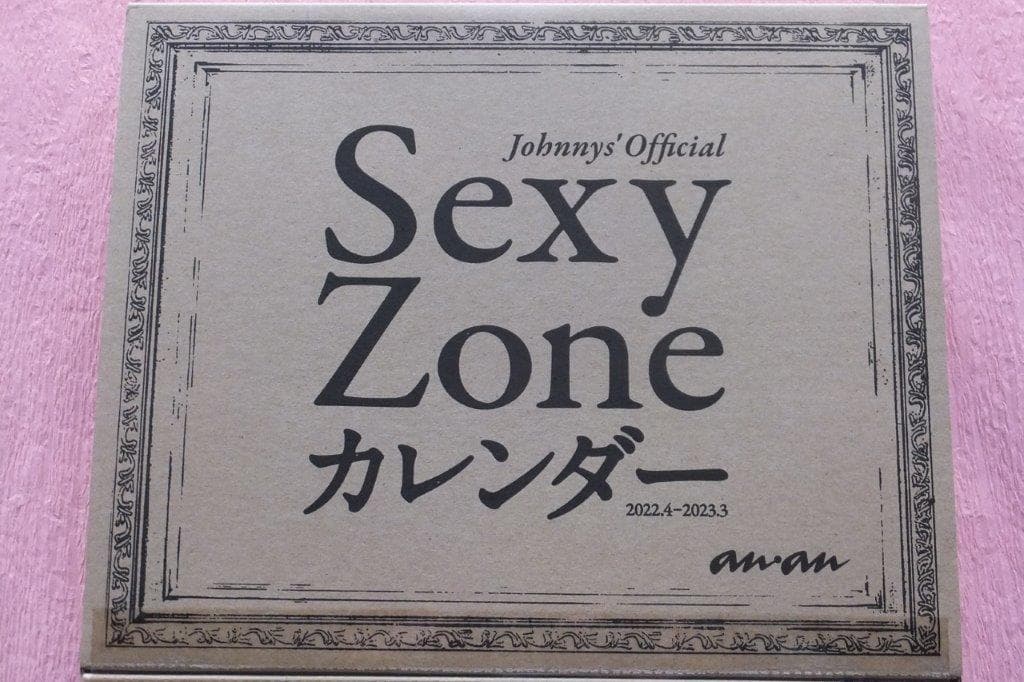 Johnnys' Official
Sexy
Zone
カレンダー
2022.4-2023.3
an・an